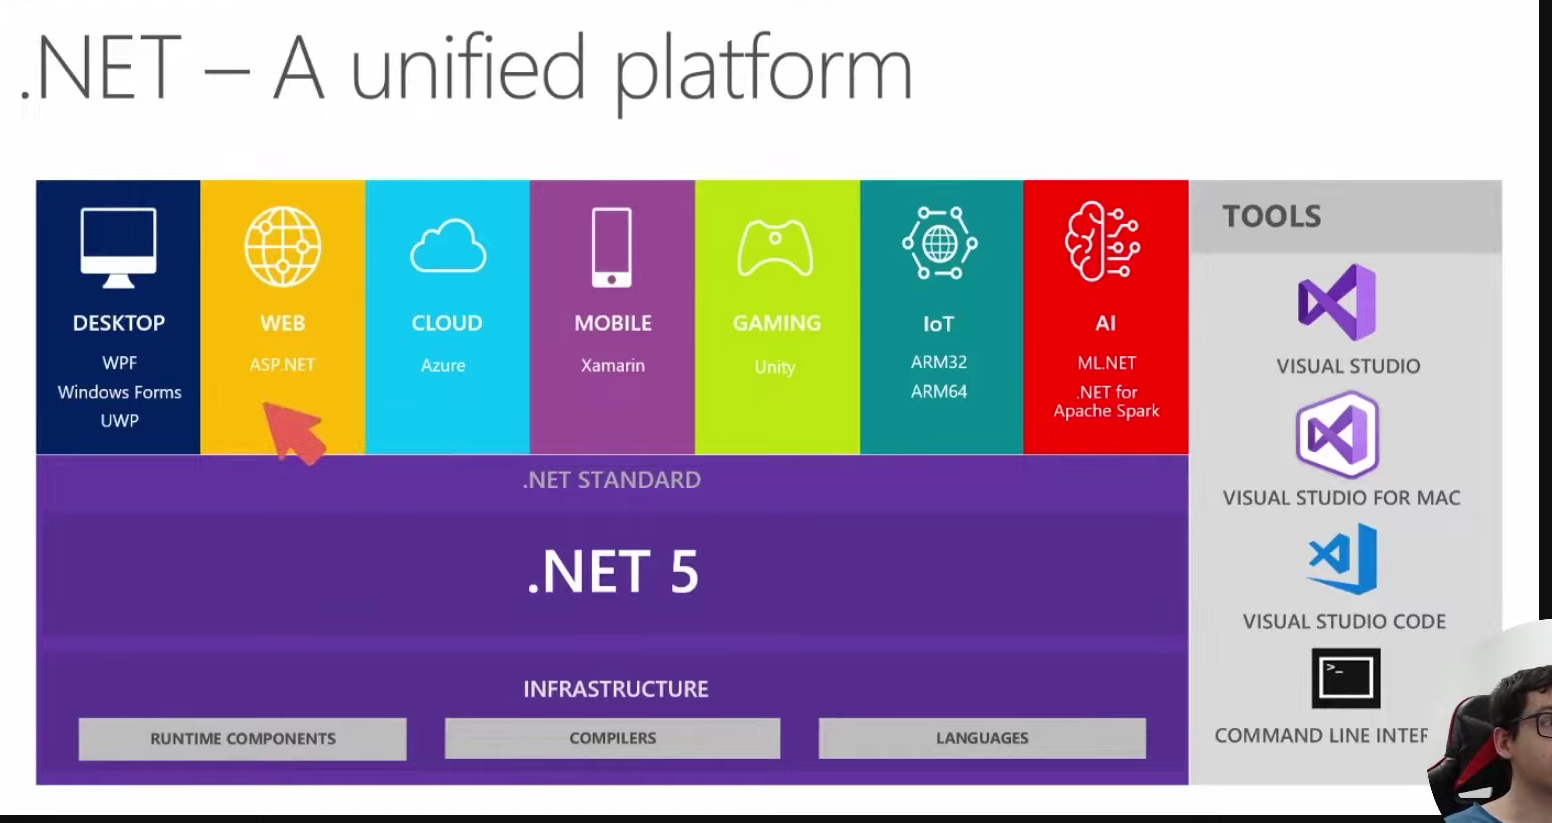 .NET – A unified platform
DESKTOP
WPF
Windows Forms
UWP
WEB
ASP.NET
CLOUD
Azure
MOBILE
Xamarin
GAMING
Unity
IoT
ARM32
ARM64
AI
ML.NET
.NET for
Apache Spark
.NET STANDARD
.NET 5
INFRASTRUCTURE
RUNTIME COMPONENTS
COMPILERS
LANGUAGES
TOOLS
VISUAL STUDIO
VISUAL STUDIO FOR MAC
VISUAL STUDIO CODE
>_
COMMAND LINE INTER